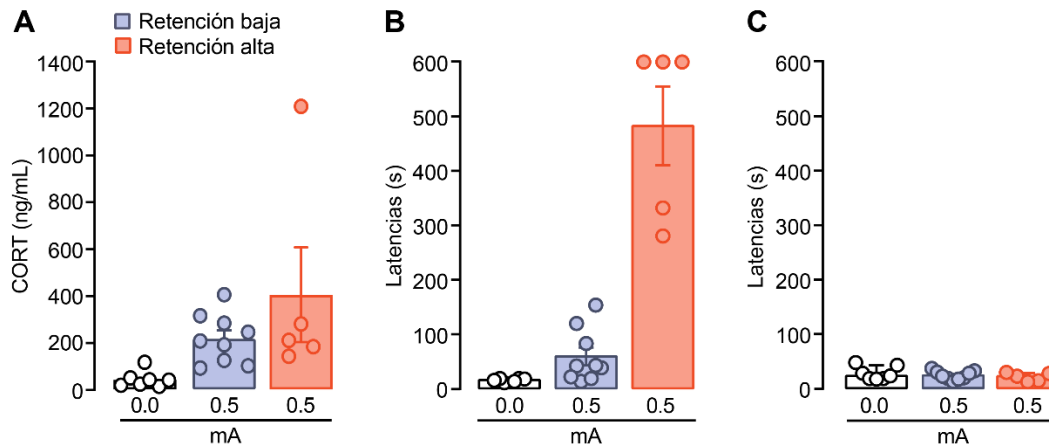 A
Retención baja
Retención alta
CORT (ng/mL)
1400
1200
1000
800
600
400
200
0
0.0 0.5 0.5
mA
B
Latencias (s)
600
500
400
300
200
100
0
0.0 0.5 0.5
mA
C
Latencias (s)
600
500
400
300
200
100
0
0.0 0.5 0.5
mA